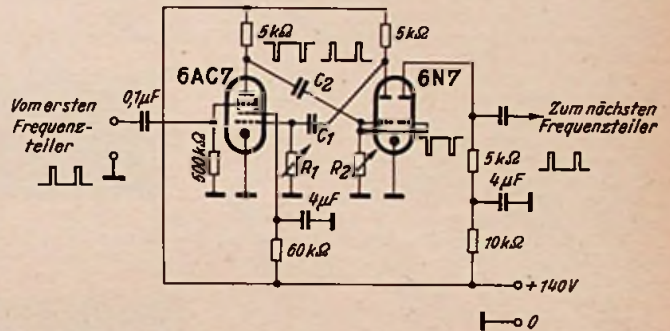 5kΩ
5kΩ
6AC7
C2
6N7
Vom ersten
Frequenz-
teiler
0,1µF
C1
Zum nächsten
Frequenzteiler
500kΩ
R1
R2
5kΩ
4µF
4µF
60kΩ
10kΩ
+140V
0